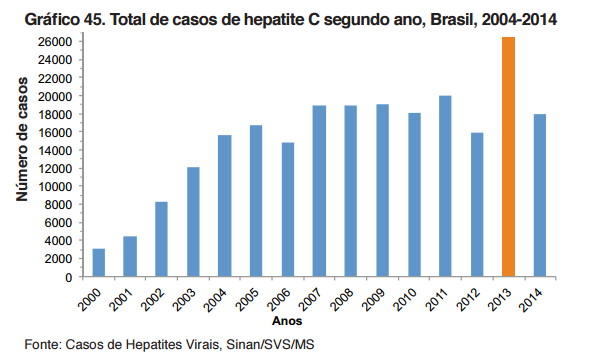 Gráfico 45. Total de casos de hepatite C segundo ano, Brasil, 2004-2014
Número de casos
26000
24000
22000
20000
18000
16000
14000
12000
10000
8000
6000
4000
2000
0
2000 2001 2002 2003 2004 2005 2006 2007 2008 2009 2010 2011 2012 2013 2014
Anos
Fonte: Casos de Hepatites Virais, Sinan/SVS/MS